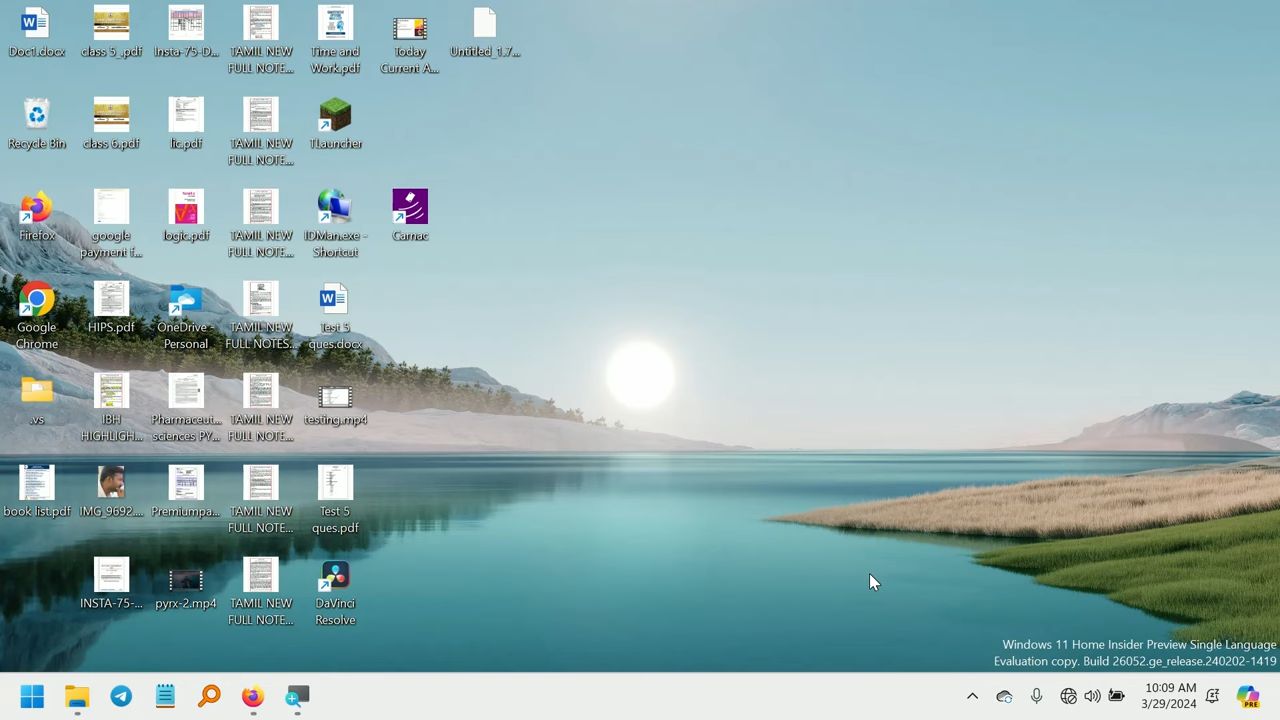 Doc1.docx
class 5_.pdf
Insta-75-D...
TAMIL NEW
FULL NOTE...
Time and
Work.pdf
Today
Current A...
Untitled_1.7...
Recycle Bin
class 6.pdf
lic.pdf
TAMIL NEW
FULL NOTE...
TLauncher
Firefox
google
payment f...
logic.pdf
TAMIL NEW
FULL NOTE...
IDMan.exe -
Shortcut
Carnac
Google
Chrome
HIPS.pdf
OneDrive -
Personal
TAMIL NEW
FULL NOTES...
Test 5
ques.docx
.vs
IBH
HIGHLIGH...
Pharmaceut...
sciences PY...
TAMIL NEW
FULL NOTE...
testing.mp4
book list.pdf
IMG_9692....
Premiumpa...
TAMIL NEW
FULL NOTE...
Test 5
ques.pdf
INSTA-75-...
pyrx-2.mp4
TAMIL NEW
FULL NOTE...
DaVinci
Resolve
Windows 11 Home Insider Preview Single Language
Evaluation copy. Build 26052.ge_release.240202-1419
10:09 AM
3/29/2024
PRE